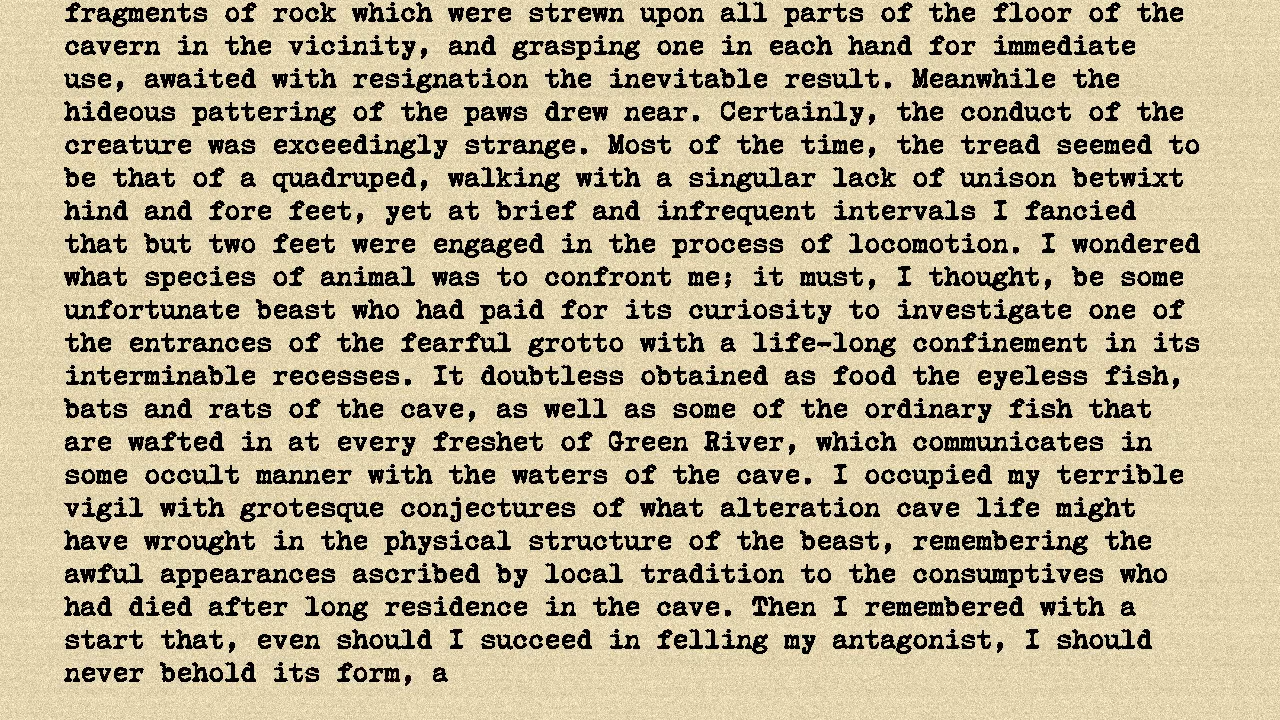 fragments of rock which were strewn upon all parts of the floor of the
cavern in the vicinity, and grasping one in each hand for immediate
use, awaited with resignation the inevitable result. Meanwhile the
hideous pattering of the paws drew near. Certainly, the conduct of the
creature was exceedingly strange. Most of the time, the tread seemed to
be that of a quadruped, walking with a singular lack of unison betwixt
hind and fore feet, yet at brief and infrequent intervals I fancied
that but two feet were engaged in the process of locomotion. I wondered
what species of animal was to confront me; it must, I thought, be some
unfortunate beast who had paid for its curiosity to investigate one of
the entrances of the fearful grotto with a life-long confinement in its
interminable recesses. It doubtless obtained as food the eyeless fish,
bats and rats of the cave, as well as some of the ordinary fish that
are wafted in at every freshet of Green River, which communicates in
some occult manner with the waters of the cave. I occupied my terrible
vigil with grotesque conjectures of what alteration cave life might
have wrought in the physical structure of the beast, remembering the
awful appearances ascribed by local tradition to the consumptives who
had died after long residence in the cave. Then I remembered with a
start that, even should I succeed in felling my antagonist, I should
never behold its form, a